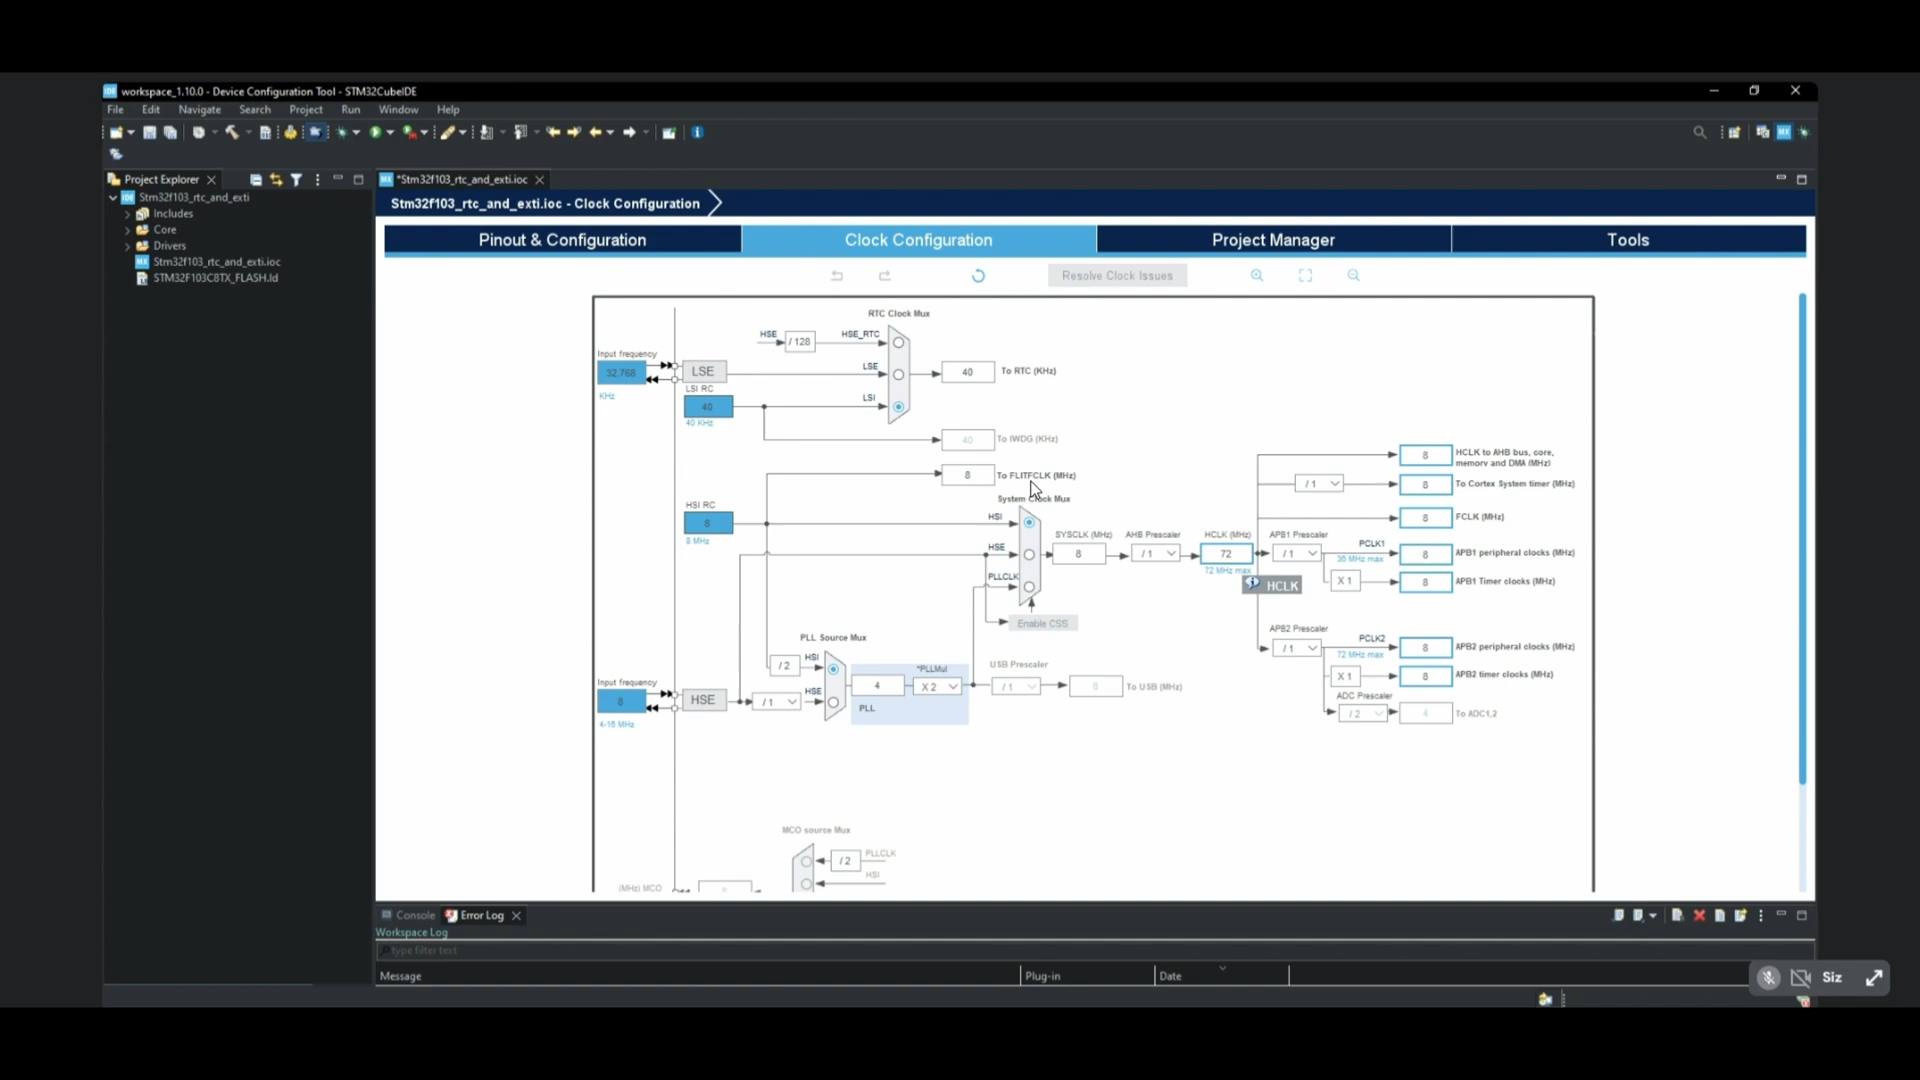 workspace_1.10.0 - Device Configuration Tool - STM32CubeIDE
File Edit Navigate Search Project Run Window Help
Project Explorer
Stm32f103_rtc_and_exti
Includes
Core
Drivers
Stm32f103_rtc_and_exti.ioc
STM32F103C8TX_FLASH.ld
*Stm32f103_rtc_and_exti.ioc
Stm32f103_rtc_and_exti.ioc - Clock Configuration
Pinout & Configuration Clock Configuration Project Manager Tools
Resolve Clock Issues
RTC Clock Mux
HSE / 128 HSE_RTC
Input frequency
32.768 LSE LSE 40 To RTC (KHz)
KHz
LSI RC
40 LSI
40 KHz
40 To IWDG (KHz)
8 To FLITFCLK (MHz)
System Clock Mux
HSI RC
8 HSI
8 MHz
HSE
PLLCLK
SYSCLK (MHz) AHB Prescaler HCLK (MHz) APB1 Prescaler
8 / 1 72 / 1
72 MHz max
HCLK
Enable CSS
8 HCLK to AHB bus, core,
memory and DMA (MHz)
/ 1 8 To Cortex System timer (MHz)
8 FCLK (MHz)
PCLK1
36 MHz max
8 APB1 peripheral clocks (MHz)
X 1 8 APB1 Timer clocks (MHz)
APB2 Prescaler
/ 1
PCLK2
72 MHz max
8 APB2 peripheral clocks (MHz)
X 1 8 APB2 timer clocks (MHz)
ADC Prescaler
/ 2 4 To ADC1,2
PLL Source Mux
/ 2 HSI
*PLLMul
USB Prescaler
4 X 2 / 1 8 To USB (MHz)
PLL
Input frequency
8 HSE / 1 HSE
4-16 MHz
MCO source Mux
/ 2 PLLCLK
HSI
(MHz) MCO
Console Error Log
Workspace Log
type filter text
Message Plug-in Date
Siz